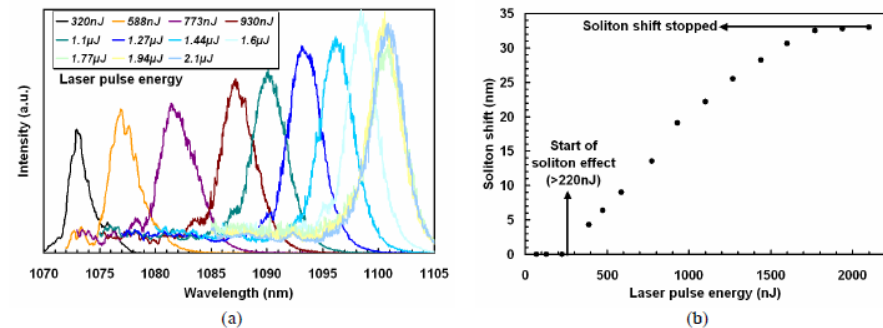 320nJ 588nJ 773nJ 930nJ
1.1µJ 1.27µJ 1.44µJ 1.6µJ
1.77µJ 1.94µJ 2.1µJ
Laser pulse energy
Intensity (a.u.)
1070 1075 1080 1085 1090 1095 1100 1105
Wavelength (nm)
(a)
Soliton shift stopped
Start of
soliton effect
(>220nJ)
Soliton shift (nm)
35
30
25
20
15
10
5
0
0 500 1000 1500 2000
Laser pulse energy (nJ)
(b)